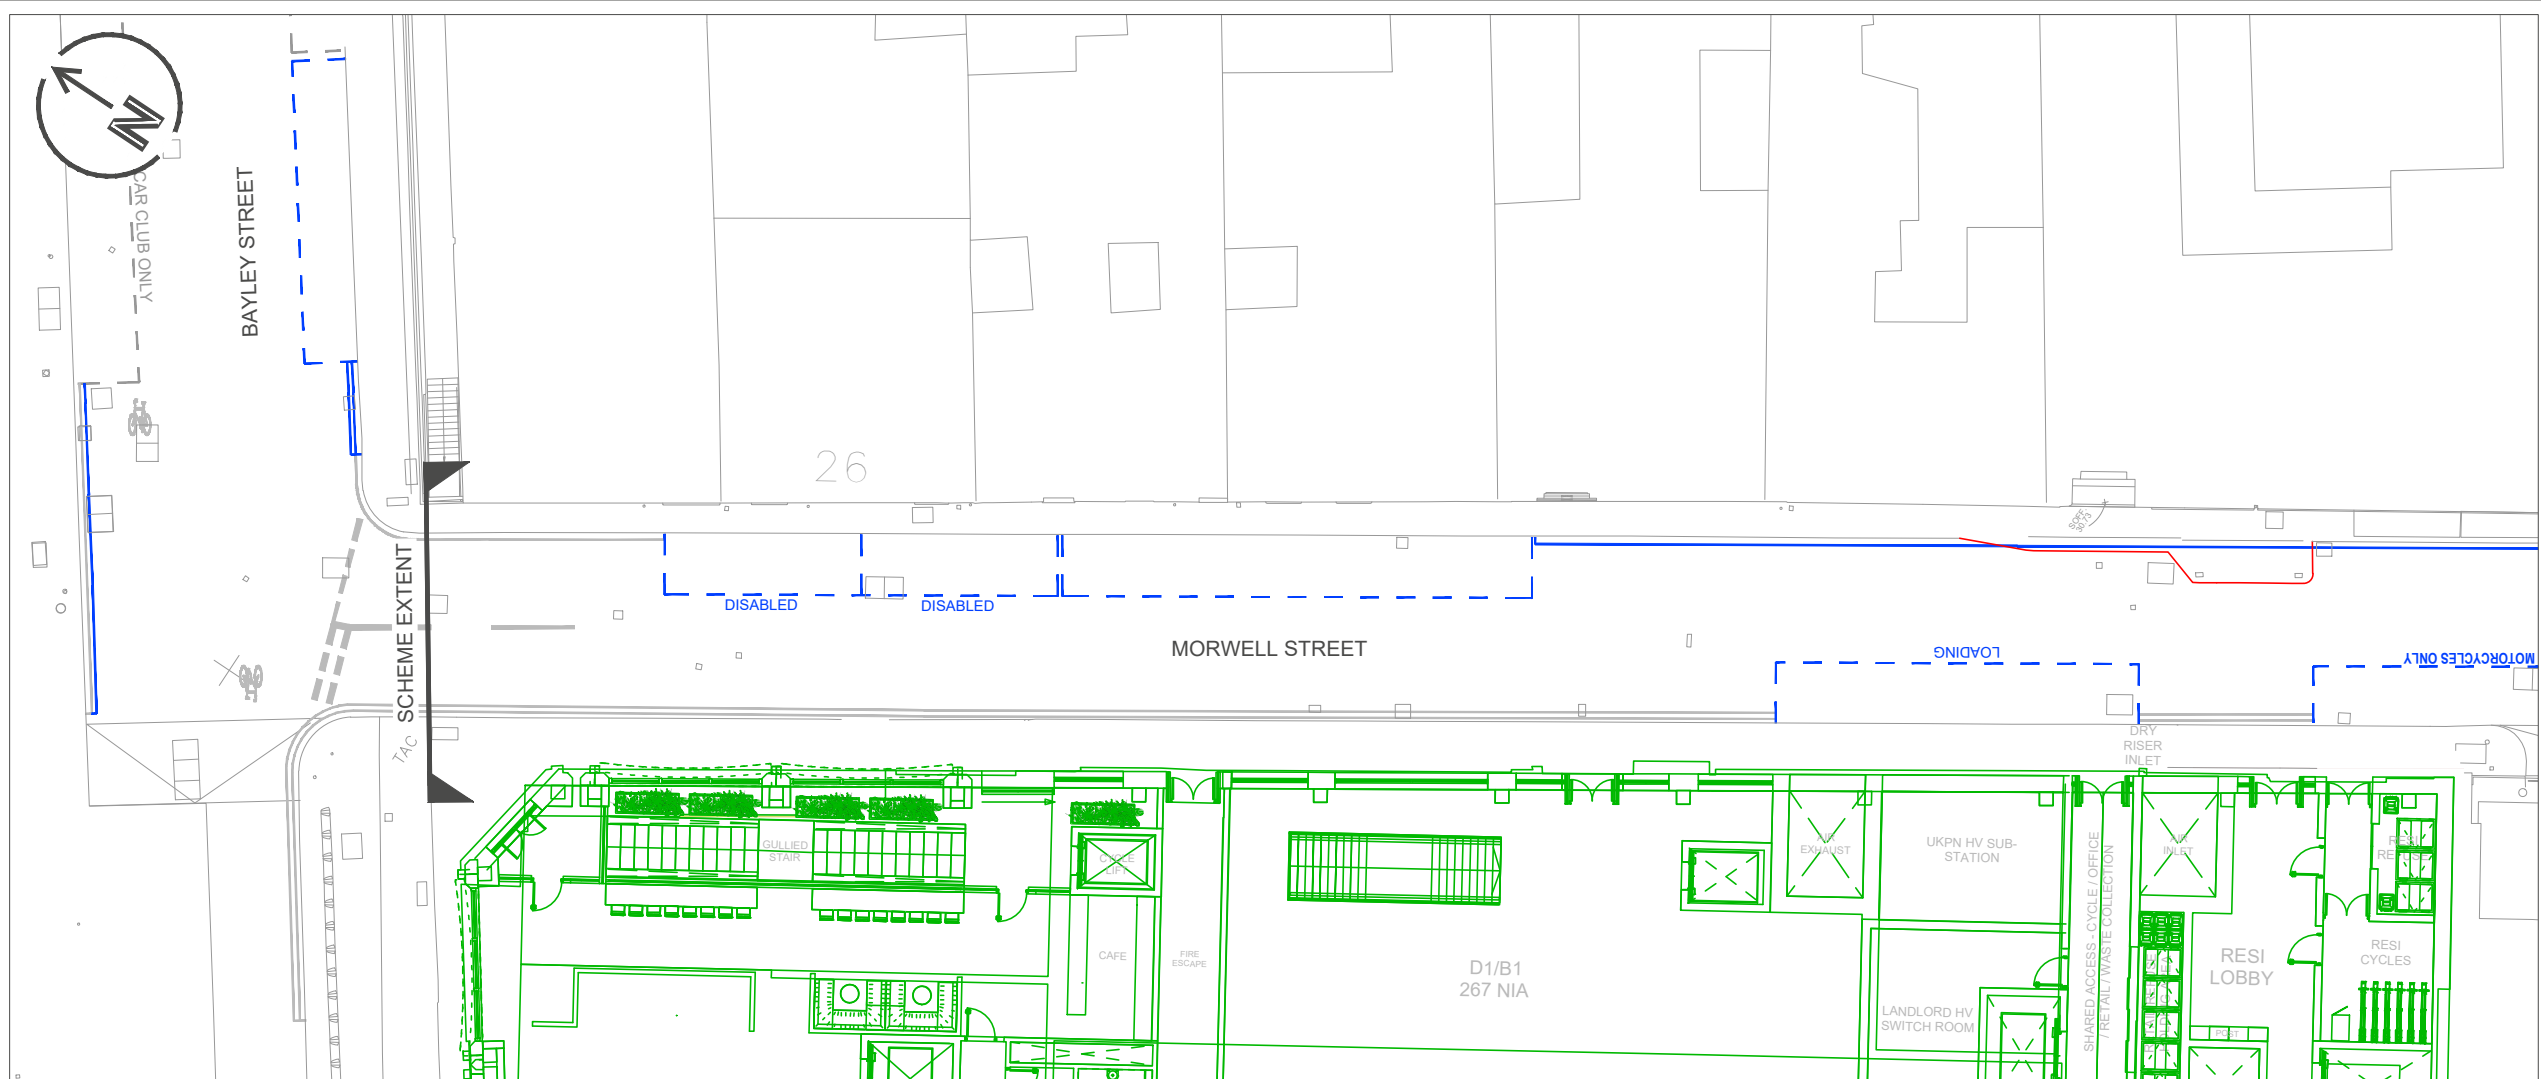 N
CAR CLUB ONLY
BAYLEY STREET
26
SCHEME EXTENT
TAC
DISABLED
DISABLED
MORWELL STREET
LOADING
MOTORCYCLES ONLY
DRY
RISER
INLET
GULLIED
STAIR
CYCLE
LIFT
CAFE
FIRE
ESCAPE
D1/B1
267 NIA
AIR
EXHAUST
UKPN HV SUB-
STATION
LANDLORD HV
SWITCH ROOM
SHARED ACCESS - CYCLE / OFFICE
/ RETAIL / WASTE COLLECTION
AIR
INLET
RESI
REFUSE
RESI
LOBBY
RESI
CYCLES
POST